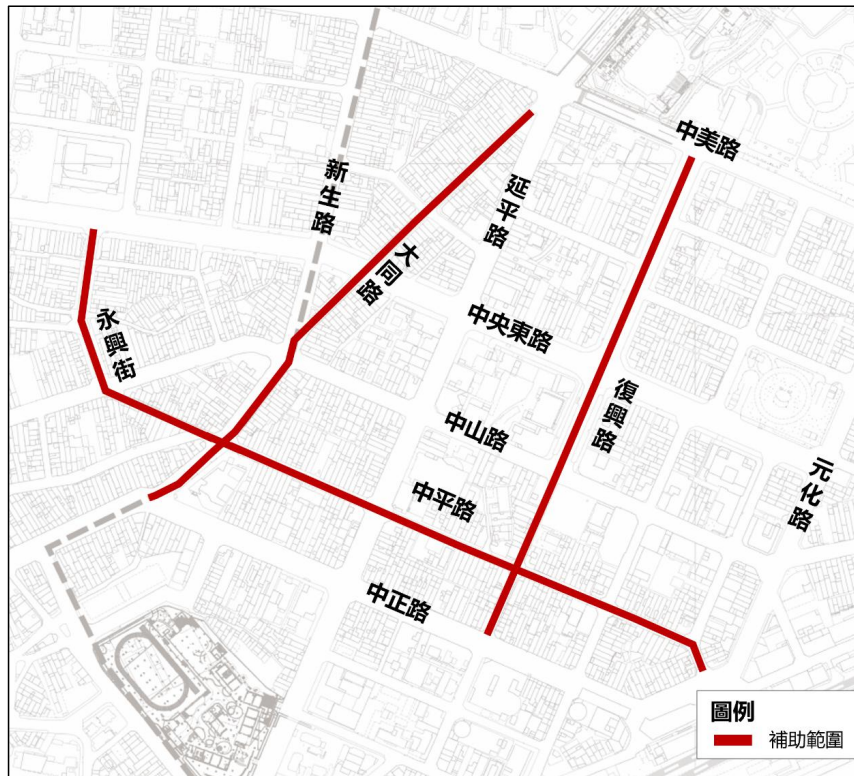 中美路
新生路
延平路
大同路
中央東路
永興街
復興路
中山路
元化路
中平路
中正路
圖例
補助範圍